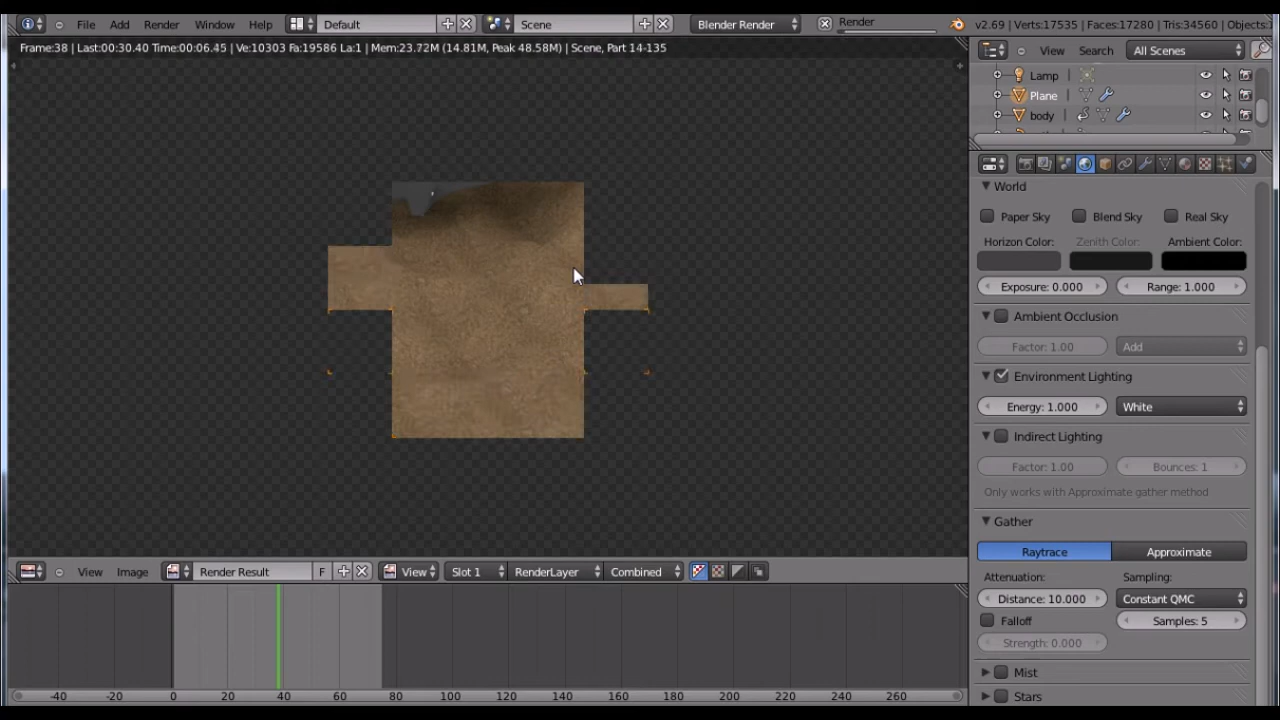 File Add Render Window Help Default Scene Blender Render Render v2.69 | Verts:17535 | Faces:17280 | Tris:34560 | Objects:
Frame:38 | Last:00:30.40 Time:00:06.45 | Ve:10303 Fa:19586 La:1 | Mem:23.72M (14.81M, Peak 48.58M) | Scene, Part 14-135
View Search All Scenes
Lamp
Plane
body
World
Paper Sky Blend Sky Real Sky
Horizon Color: Zenith Color: Ambient Color:
Exposure: 0.000 Range: 1.000
Ambient Occlusion
Factor: 1.00 Add
Environment Lighting
Energy: 1.000 White
Indirect Lighting
Factor: 1.00 Bounces: 1
Only works with Approximate gather method
Gather
Raytrace Approximate
Attenuation: Sampling:
Distance: 10.000 Constant QMC
Falloff Samples: 5
Strength: 0.000
Mist
Stars
View Image Render Result F View Slot 1 RenderLayer Combined
-40 -20 0 20 40 60 80 100 120 140 160 180 200 220 240 260